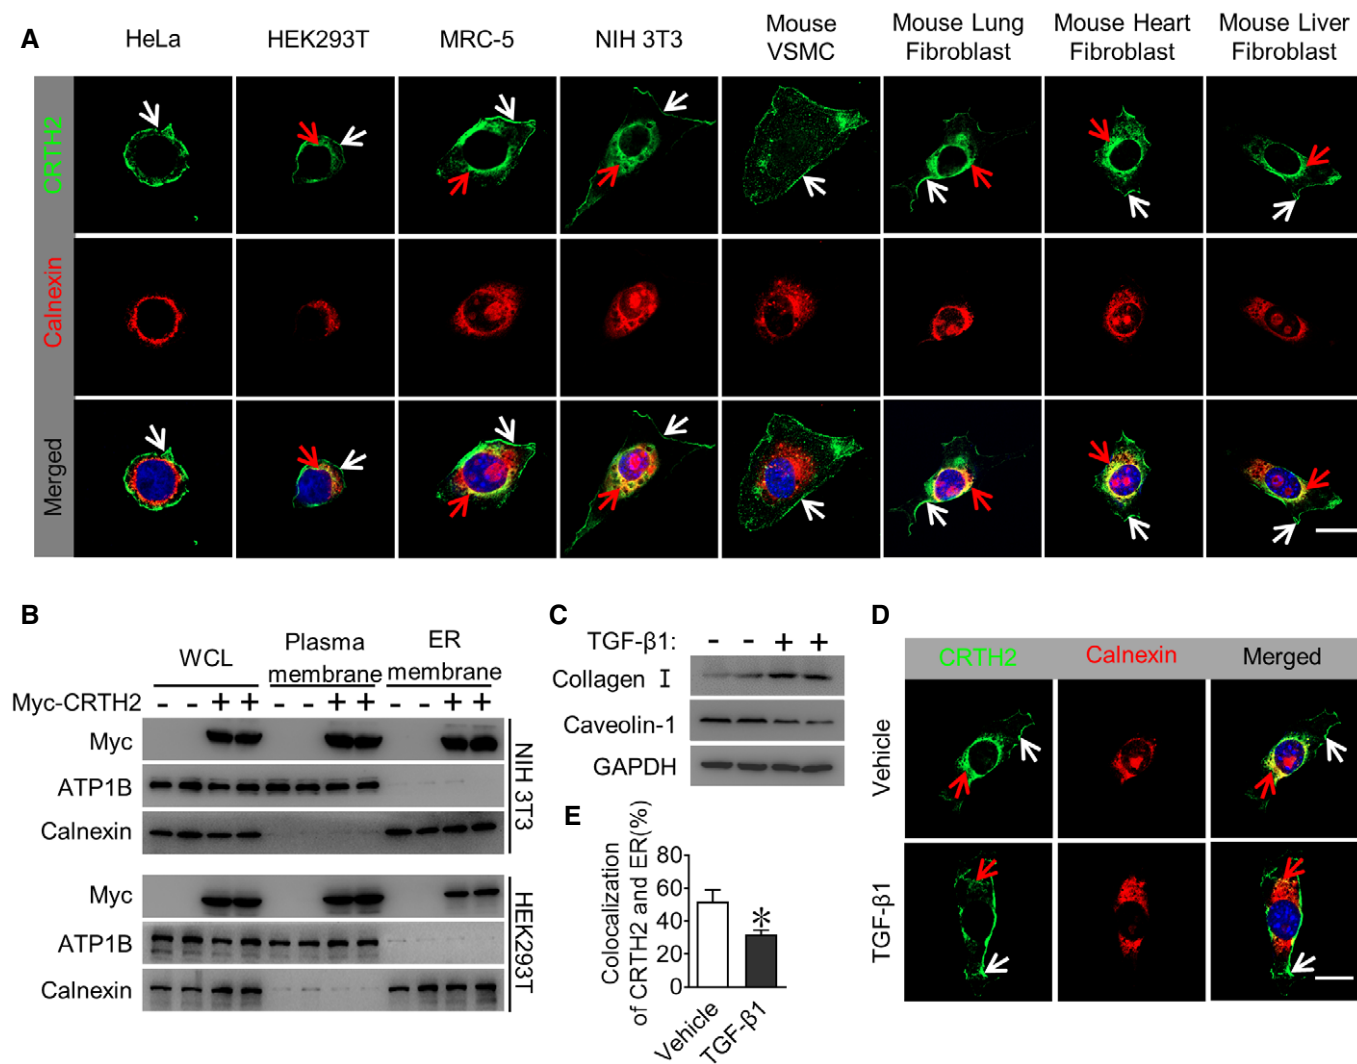 A
HeLa
HEK293T
MRC-5
NIH 3T3
Mouse
VSMC
Mouse Lung
Fibroblast
Mouse Heart
Fibroblast
Mouse Liver
Fibroblast
CRTH2
Calnexin
Merged
B
WCL
Plasma
membrane
ER
membrane
Myc-CRTH2 - - + + - - + + - - + +
Myc
ATP1B
Calnexin
NIH 3T3
Myc
ATP1B
Calnexin
HEK293T
C
TGF-β1: - - + +
Collagen I
Caveolin-1
GAPDH
E
Colocalization
of CRTH2 and ER(%)
80
60
40
20
0
*
Vehicle
TGF-β1
D
CRTH2
Calnexin
Merged
Vehicle
TGF-β1